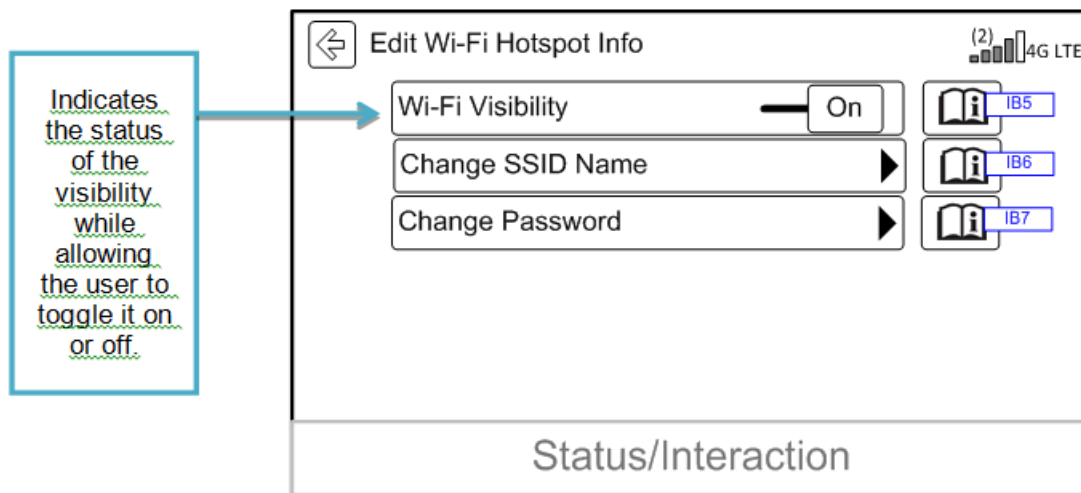 Indicates
the status
of the
visibility
while
allowing
the user to
toggle it on
or off.
Edit Wi-Fi Hotspot Info
(2)
4G LTE
Wi-Fi Visibility
On
IB5
Change SSID Name
IB6
Change Password
IB7
Status/Interaction